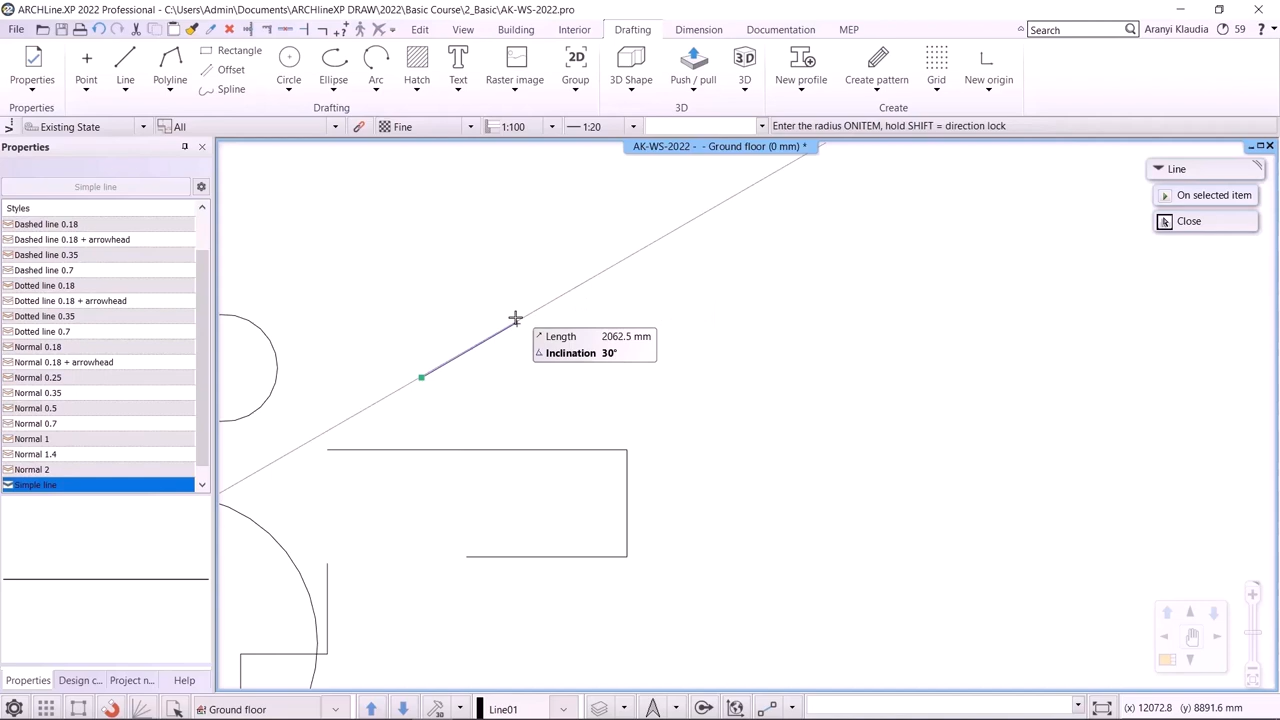 ARCHLine.XP 2022 Professional - C:\Users\Admin\Documents\ARCHlineXP DRAW\2022\Basic Course\2_Basic\AK-WS-2022.pro
File Edit View Building Interior Drafting Dimension Documentation MEP Search Aranyi Klaudia 59 ?
Properties Point Line Polyline Rectangle Offset Spline Circle Ellipse Arc Hatch Text Raster image 2D Group 3D Shape Push / pull 3D New profile Create pattern Grid New origin
Properties Drafting 3D Create
Existing State All Fine 1:100 1:20 Enter the radius ONITEM, hold SHIFT = direction lock
Properties
AK-WS-2022 - - Ground floor (0 mm) *
Simple line
Styles
Dashed line 0.18
Dashed line 0.18 + arrowhead
Dashed line 0.35
Dashed line 0.7
Dotted line 0.18
Dotted line 0.18 + arrowhead
Dotted line 0.35
Dotted line 0.7
Normal 0.18
Normal 0.18 + arrowhead
Normal 0.25
Normal 0.35
Normal 0.5
Normal 0.7
Normal 1
Normal 1.4
Normal 2
Simple line
Line
On selected item
Close
Length 2062.5 mm
Inclination 30°
Properties Design c... Project n... Help
Ground floor 30 Line01 (x) 12072.8 (y) 8891.6 mm